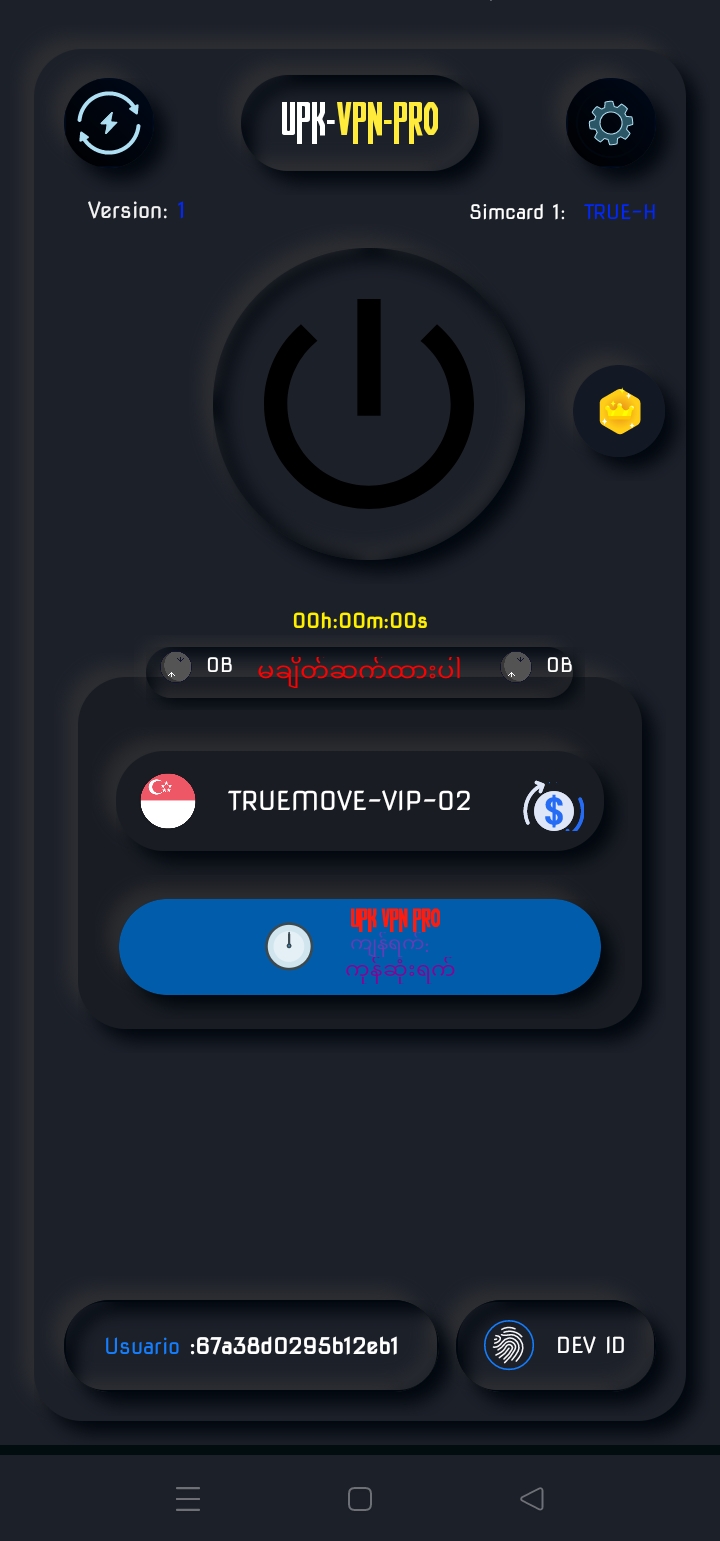 UPK-VPN-PRO
Version: 1
Simcard 1: TRUE-H
00h:00m:00s
0B မချိတ်ဆက်ထားပါ 0B
TRUEMOVE-VIP-02
$
UPK VPN PRO
ကျန်ရက်:
ကုန်ဆုံးရက်
Usuario :67a38d0295b12eb1
DEV ID